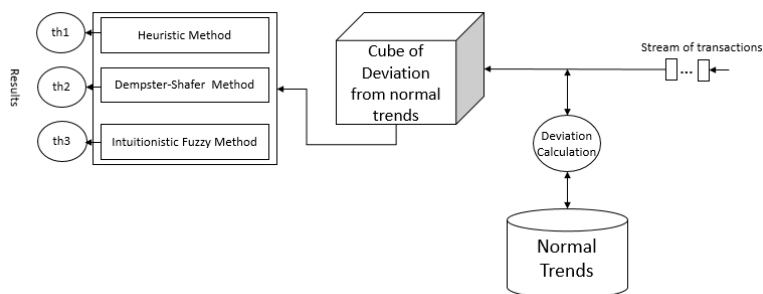 Results
th1
Heuristic Method
th2
Dempster-Shafer Method
th3
Intuitionistic Fuzzy Method
Cube of
Deviation
from normal
trends
Stream of transactions
...
Deviation
Calculation
Normal
Trends